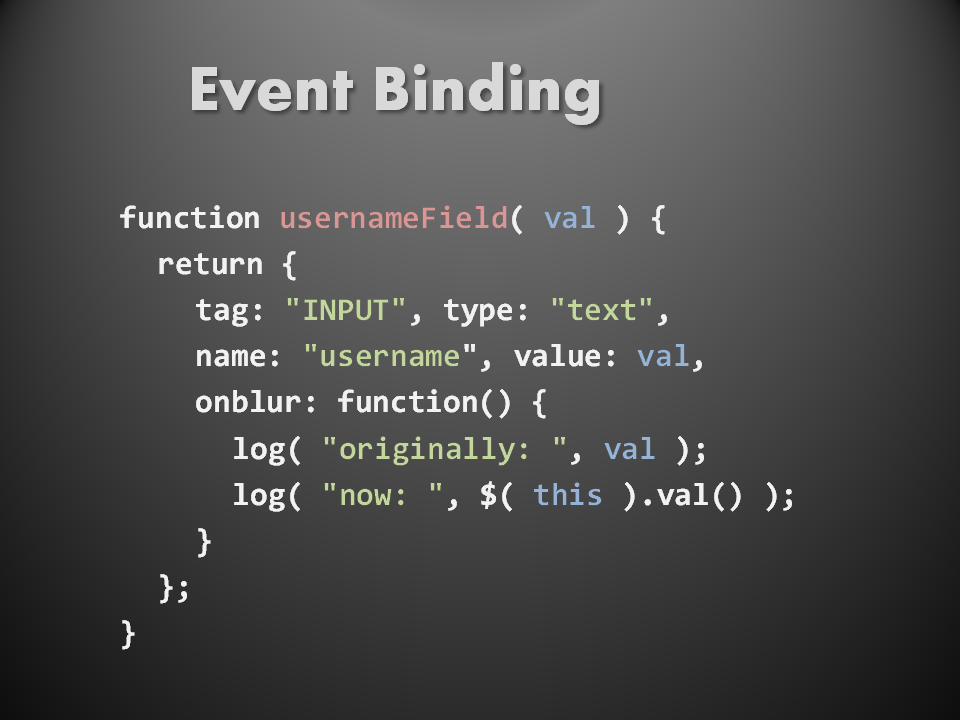 Event Binding
function usernameField( val ) {
return {
tag: "INPUT", type: "text",
name: "username", value: val,
onblur: function() {
log( "originally: ", val );
log( "now: ", $( this ).val() );
}
};
}